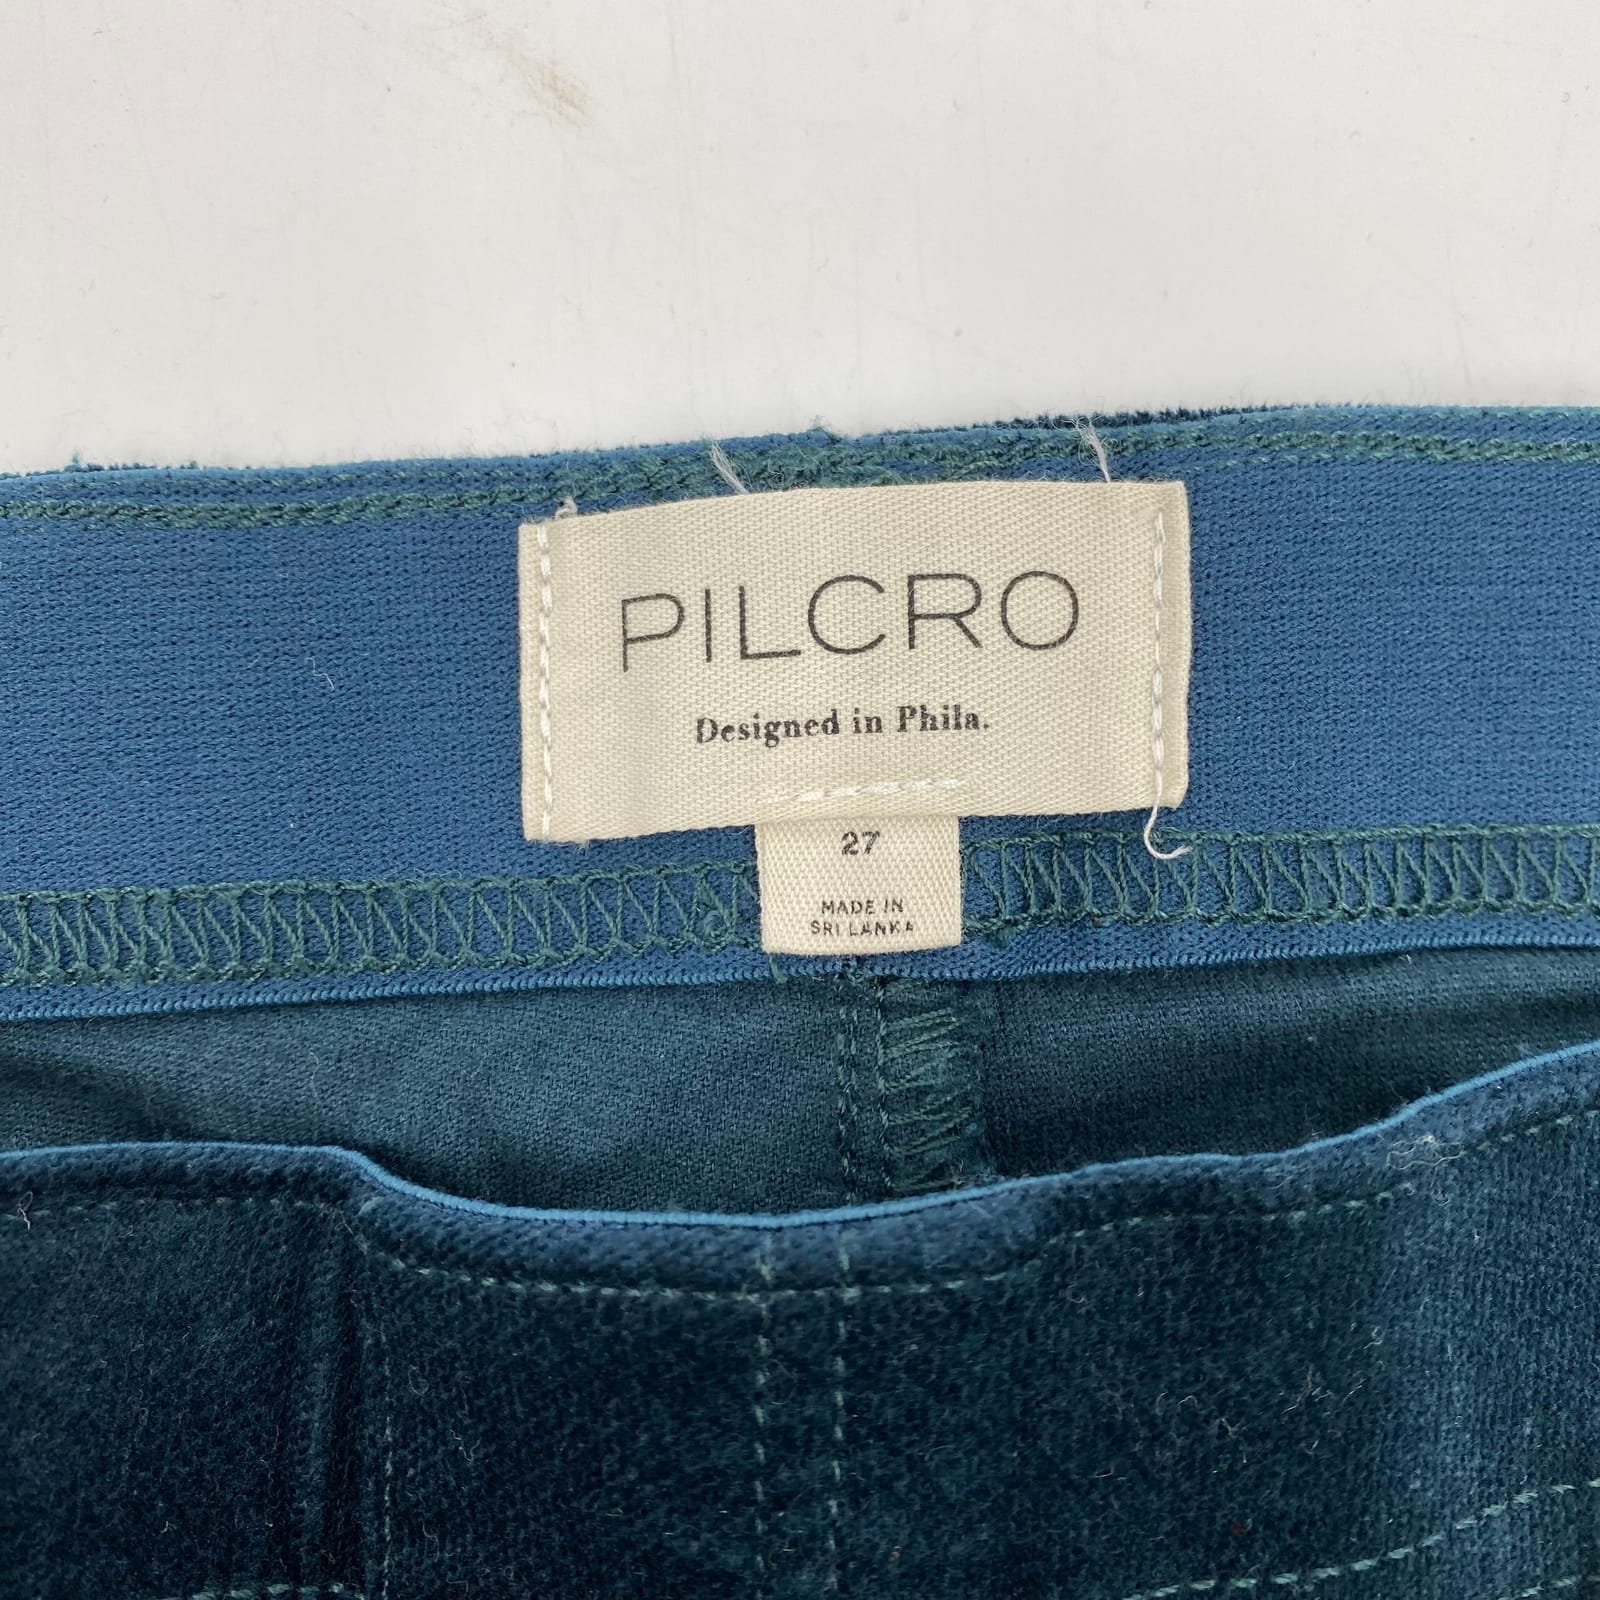 PILCRO
Designed in Phila.
27
MADE IN
SRI LANKA